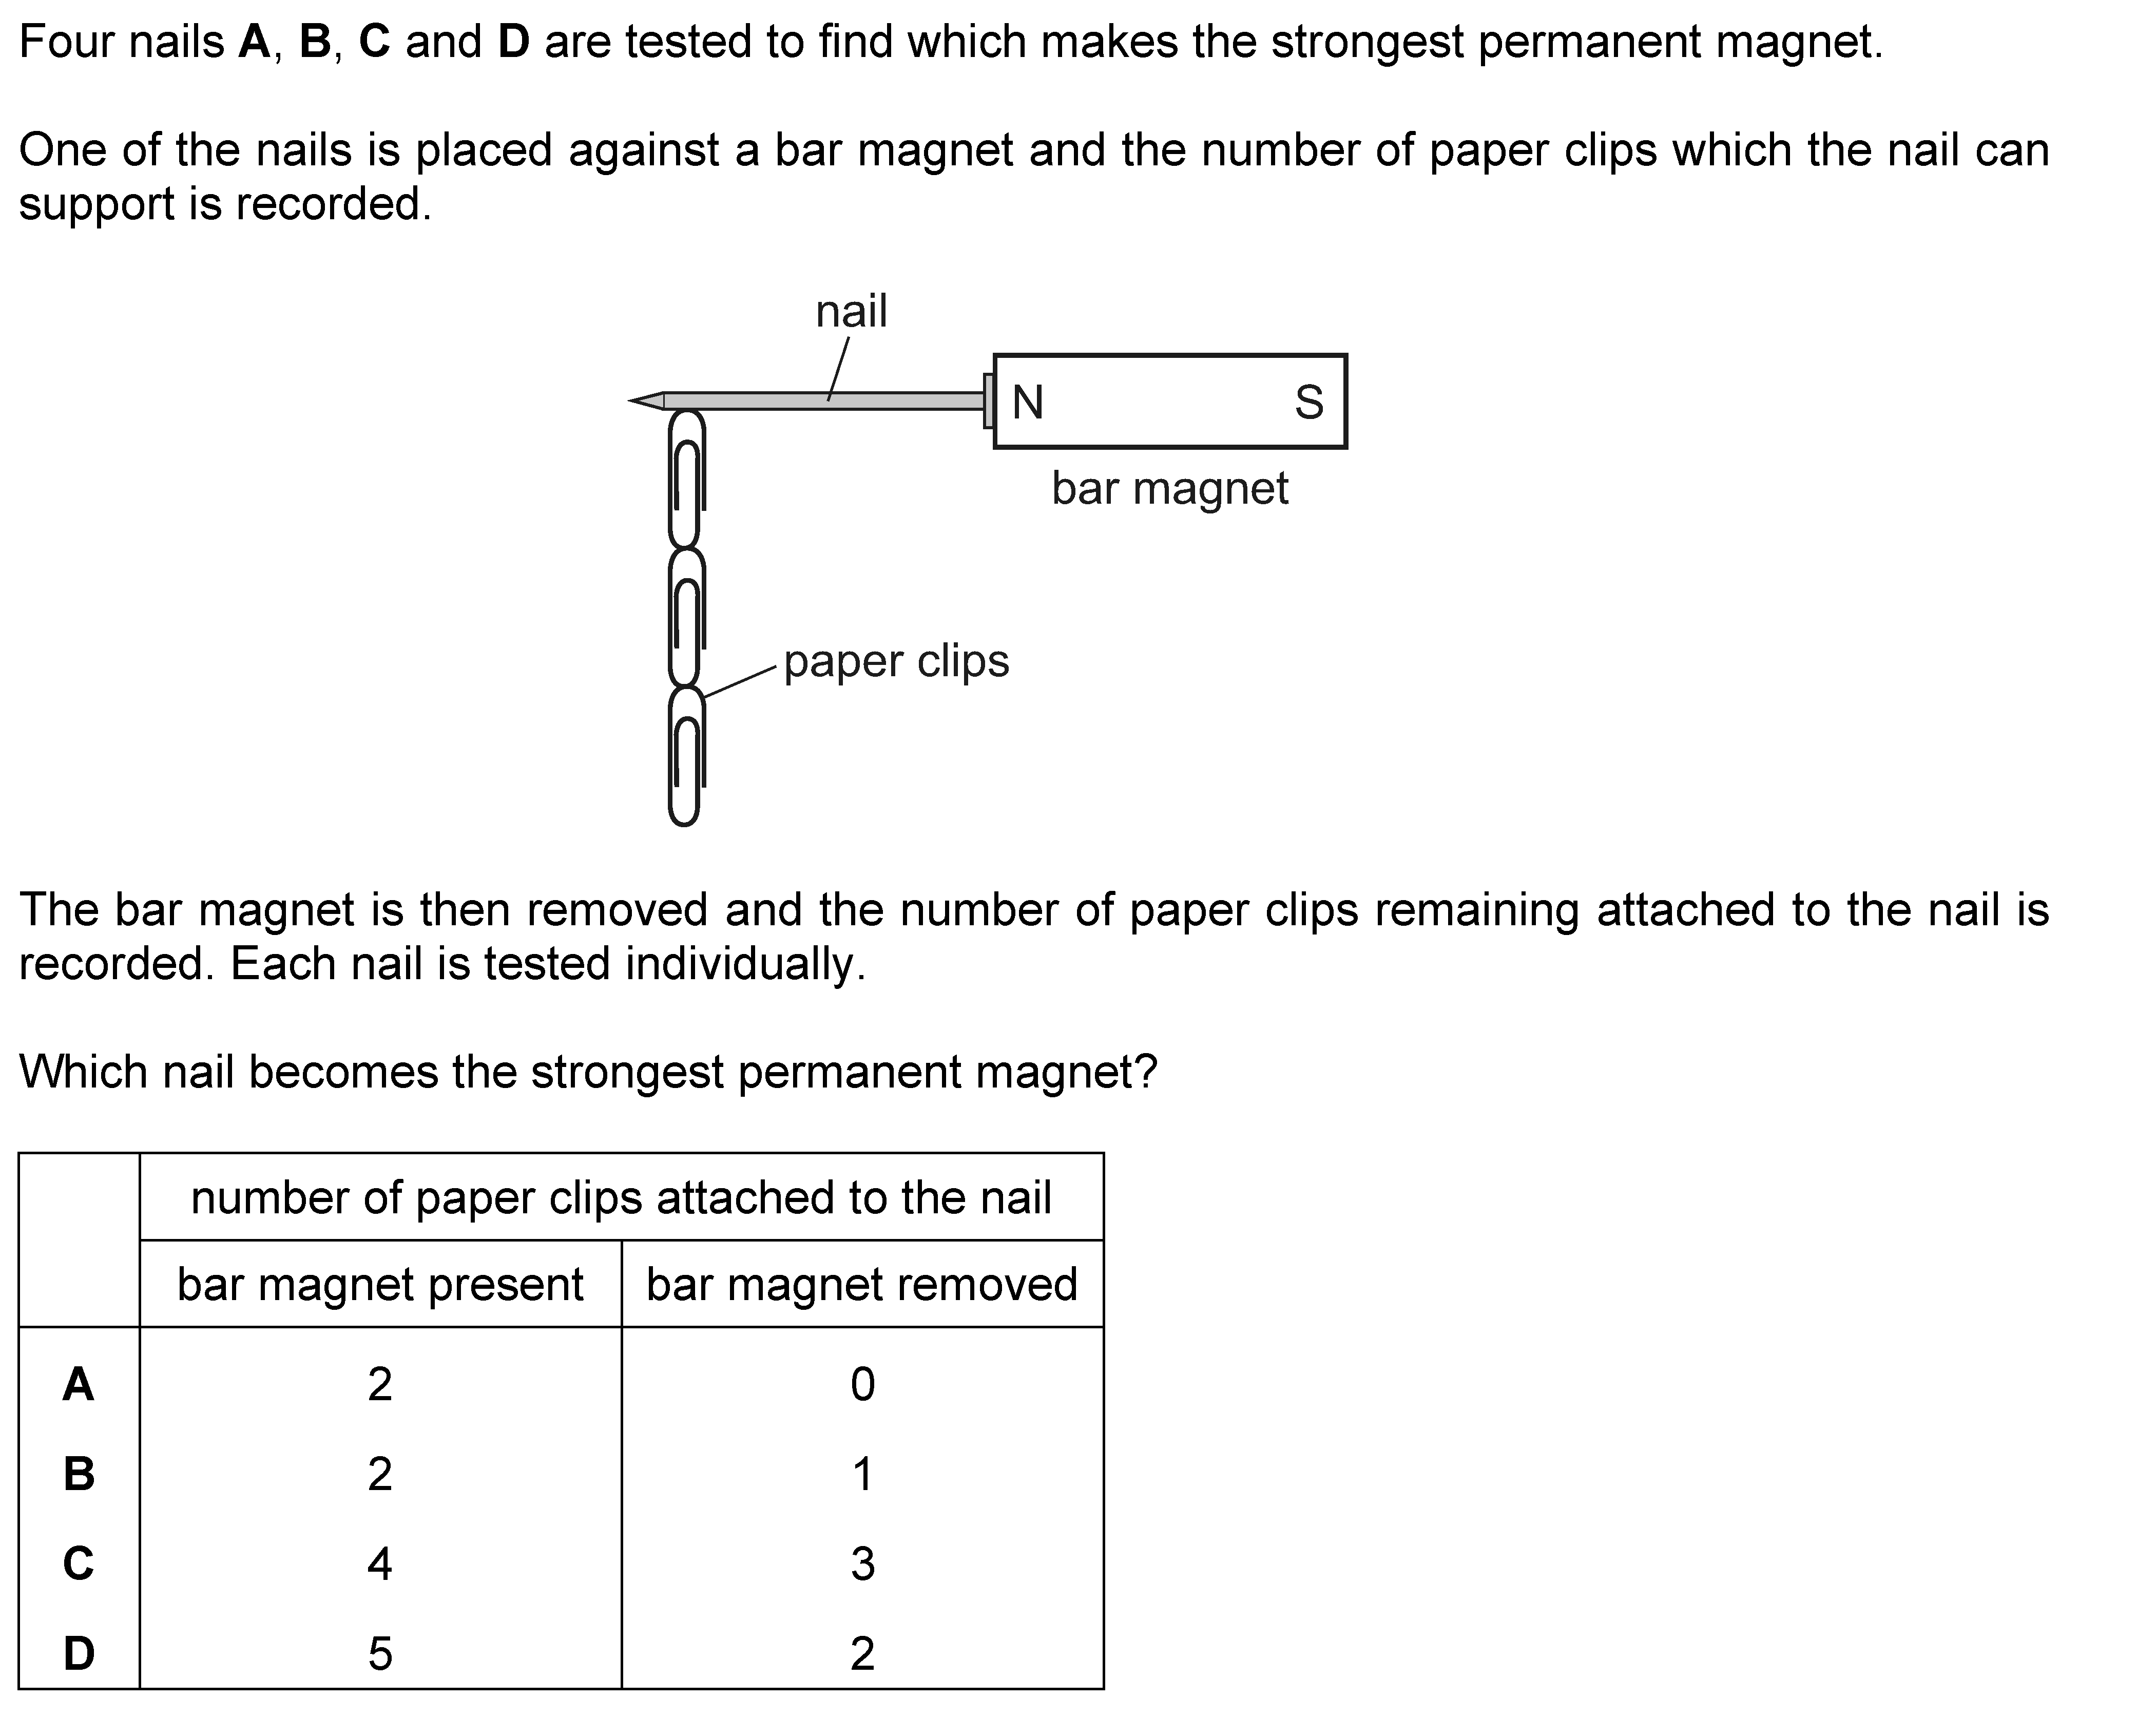 Four nails A, B, C and D are tested to find which makes the strongest permanent magnet.
One of the nails is placed against a bar magnet and the number of paper clips which the nail can
support is recorded.
nail
N S
bar magnet
paper clips
The bar magnet is then removed and the number of paper clips remaining attached to the nail is
recorded. Each nail is tested individually.
Which nail becomes the strongest permanent magnet?
number of paper clips attached to the nail
bar magnet present bar magnet removed
A 2 0
B 2 1
C 4 3
D 5 2